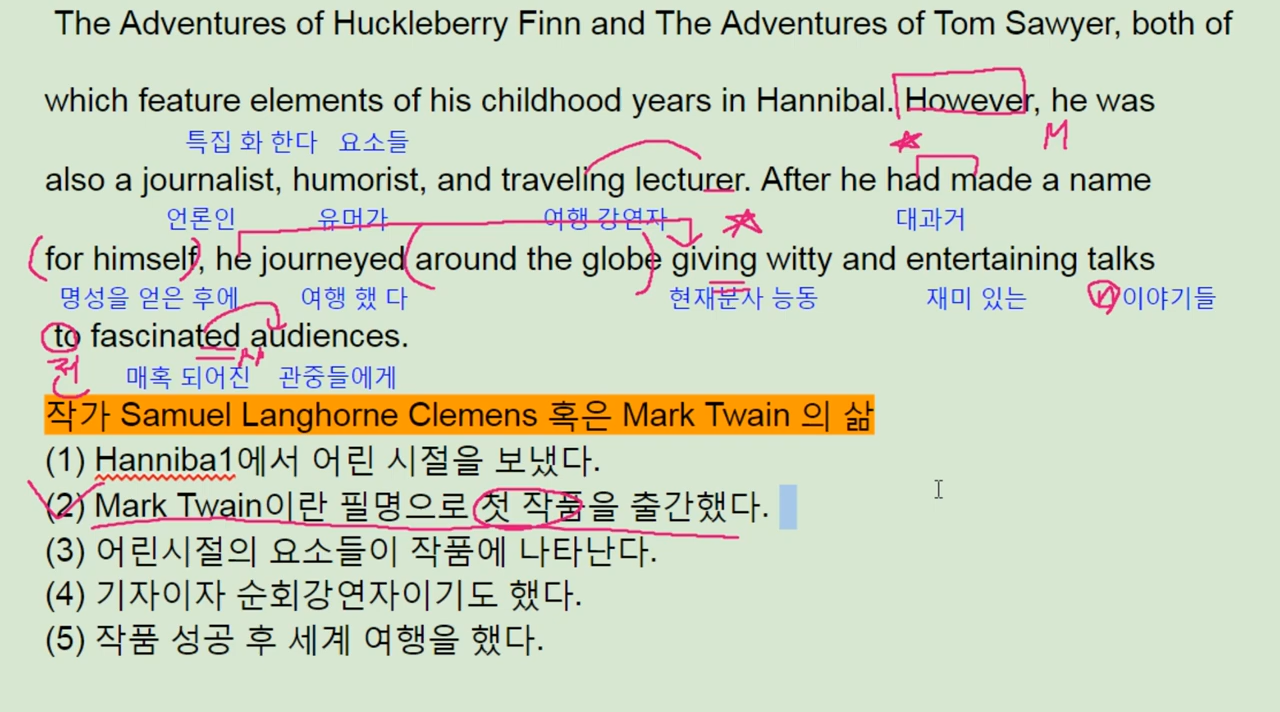 The Adventures of Huckleberry Finn and The Adventures of Tom Sawyer, both of
which feature elements of his childhood years in Hannibal. However, he was
특집 화 한다 요소들 M
also a journalist, humorist, and traveling lecturer. After he had made a name
언론인 유머가 여행 강연자 대과거
(for himself), he journeyed (around the globe) giving witty and entertaining talks
명성을 얻은 후에 여행 했 다 현재분사 능동 재미 있는 n 이야기들
to fascinated audiences.
매혹 되어진 관중들에게
작가 Samuel Langhorne Clemens 혹은 Mark Twain 의 삶
(1) Hanniba1에서 어린 시절을 보냈다.
(2) Mark Twain이란 필명으로 첫 작품을 출간했다.
(3) 어린시절의 요소들이 작품에 나타난다.
(4) 기자이자 순회강연자이기도 했다.
(5) 작품 성공 후 세계 여행을 했다.